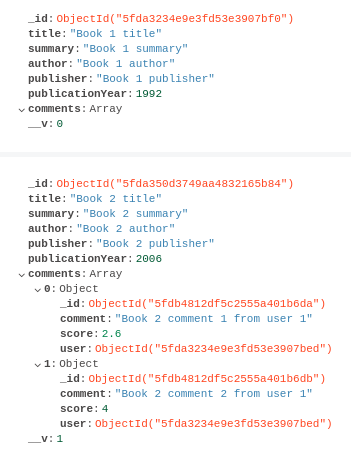 _id: ObjectId("5fda3234e9e3fd53e3907bf0")
title: "Book 1 title"
summary: "Book 1 summary"
author: "Book 1 author"
publisher: "Book 1 publisher"
publicationYear: 1992
comments: Array
__v: 0
_id: ObjectId("5fda350d3749aa4832165b84")
title: "Book 2 title"
summary: "Book 2 summary"
author: "Book 2 author"
publisher: "Book 2 publisher"
publicationYear: 2006
comments: Array
0: Object
_id: ObjectId("5fdb4812df5c2555a401b6da")
comment: "Book 2 comment 1 from user 1"
score: 2.6
user: ObjectId("5fda3234e9e3fd53e3907bed")
1: Object
_id: ObjectId("5fdb4812df5c2555a401b6db")
comment: "Book 2 comment 2 from user 1"
score: 4
user: ObjectId("5fda3234e9e3fd53e3907bed")
__v: 1